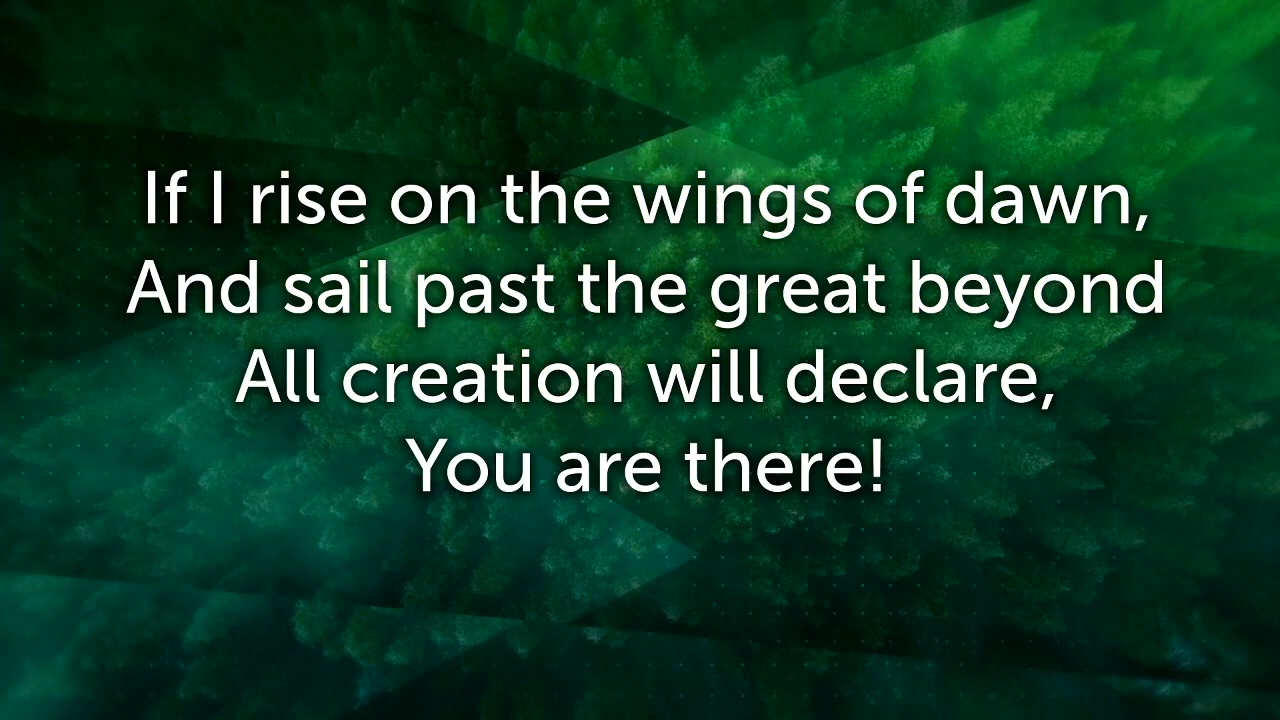 If I rise on the wings of dawn,
And sail past the great beyond
All creation will declare,
You are there!